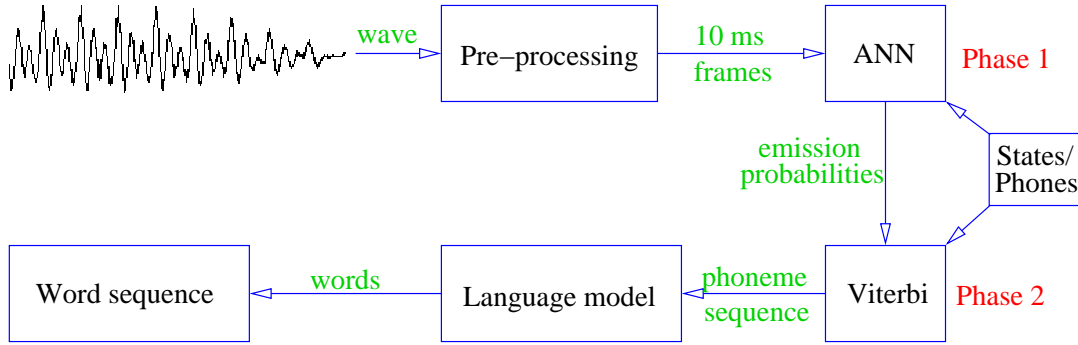 wave
Pre−processing
10 ms
frames
ANN
Phase 1
emission
probabilities
States/
Phones
Word sequence
words
Language model
phoneme
sequence
Viterbi
Phase 2